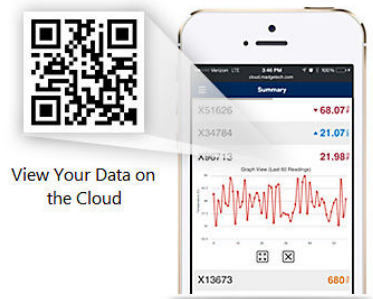 View Your Data on
the Cloud
Verizon LTE 3:46 PM 100%
cloud.madgetech.com
Summary
X51626 68.07
X34784 21.07
X96713 21.98
Graph View (Last 60 Readings)
X13673 680